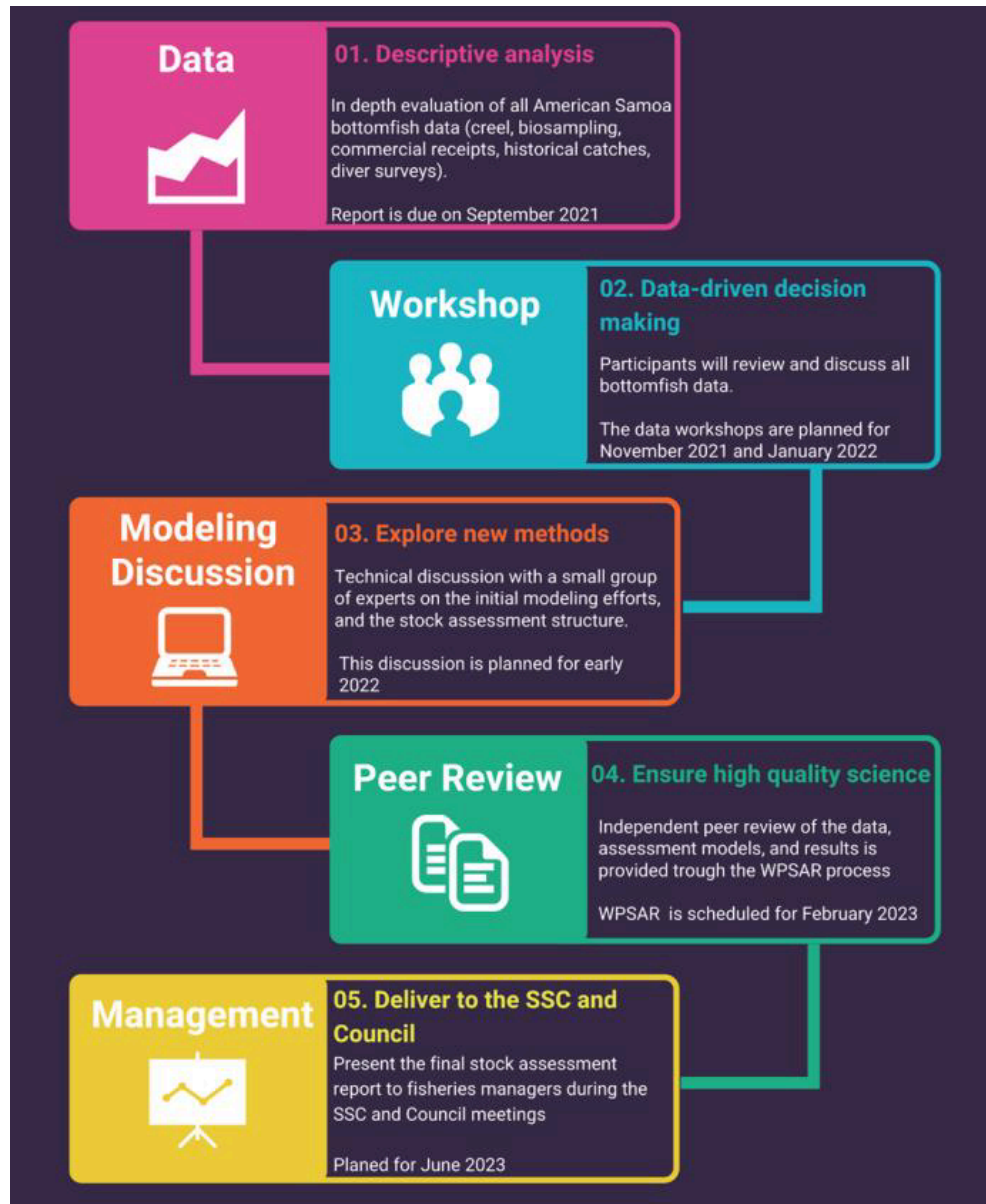 Data
01. Descriptive analysis
In depth evaluation of all American Samoa
bottomfish data (creel, biosampling,
commercial receipts, historical catches,
diver surveys).
Report is due on September 2021
Workshop
02. Data-driven decision
making
Participants will review and discuss all
bottomfish data.
The data workshops are planned for
November 2021 and January 2022
Modeling
Discussion
03. Explore new methods
Technical discussion with a small group
of experts on the initial modeling efforts,
and the stock assessment structure.
This discussion is planned for early
2022
Peer Review
04. Ensure high quality science
Independent peer review of the data,
assessment models, and results is
provided trough the WPSAR process
WPSAR is scheduled for February 2023
Management
05. Deliver to the SSC and
Council
Present the final stock assessment
report to fisheries managers during the
SSC and Council meetings
Planed for June 2023